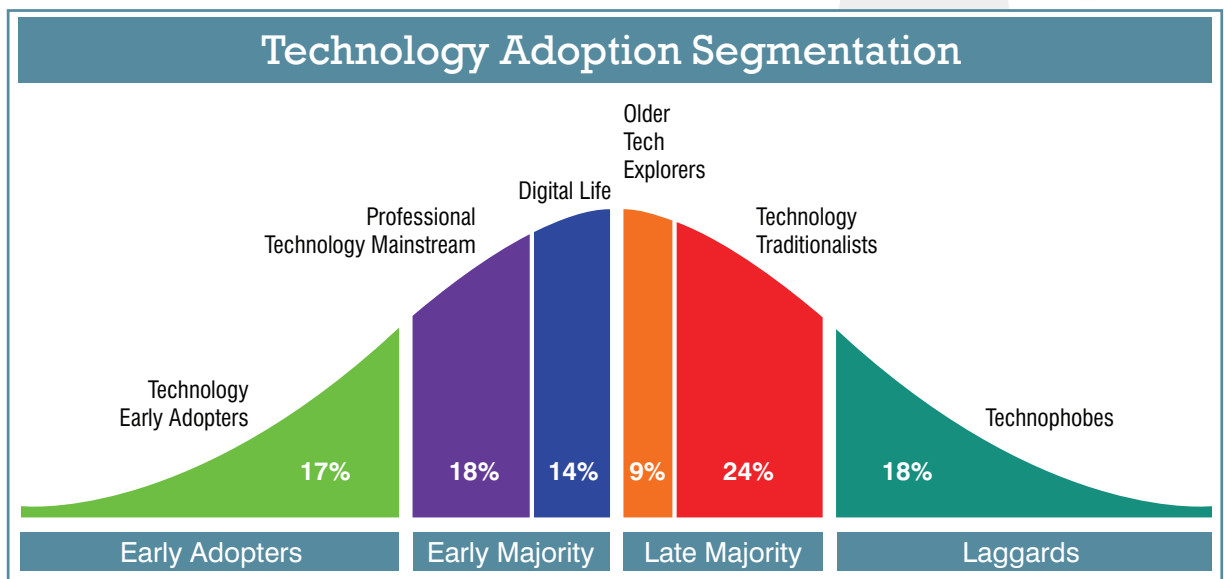 Technology Adoption Segmentation
Older
Tech
Explorers
Digital Life
Professional
Technology Mainstream
Technology
Traditionalists
Technology
Early Adopters
Technophobes
17%
18%
14%
9%
24%
18%
Early Adopters
Early Majority
Late Majority
Laggards